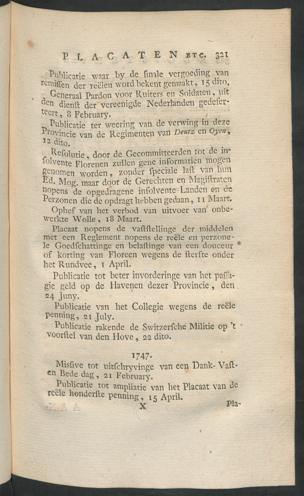 PLACATEN ETC. 321
Publicatie waar by de finale vergoeding van
remissen der reëlen word bekent gemaakt, 15 dito.
Generaal Pardon voor Ruiters en Soldaten, uit
den dienst der vereenigde Nederlanden gedeser-
teert, 8 February.
Publicatie ter weering van de verwing in deze
Provincie van de Regimenten van Deutz en Oyen,
12 dito.
Resolutie, door de Gecommitteerden tot de in-
solvente Florenen zullen gene informatien mogen
genomen worden, zonder speciale last van hun
Ed. Mog. maar door de Gerechten en Magistraten
nopens de opgedragene insolvente Landen en de
Perzonen die de opdragt hebben gedaan, 11 Maart.
Ophef van het verbod van uitvoer van onbe-
werkte Wolle, 18 Maart.
Placaat nopens de vaststellinge der middelen
met een Reglement nopens de reële en perzone-
le Goedschattinge en belastinge van een douceur
of korting van Floreen wegens de sterfte onder
het Rundvee, 1 April.
Publicatie tot beter invorderinge van het passa-
gie geld op de Havenen dezer Provincie, den
24 Juny.
Publicatie van het Collegie wegens de reële
penning, 21 July.
Publicatie rakende de Switzersche Militie op 't
voorstel van den Hove, 22 dito.
1747.
Missive tot uitschryvinge van een Dank- Vast-
en Bede dag, 21 February.
Publicatie tot ampliatie van het Placaat van de
reële honderste penning, 15 April.
X Pla-